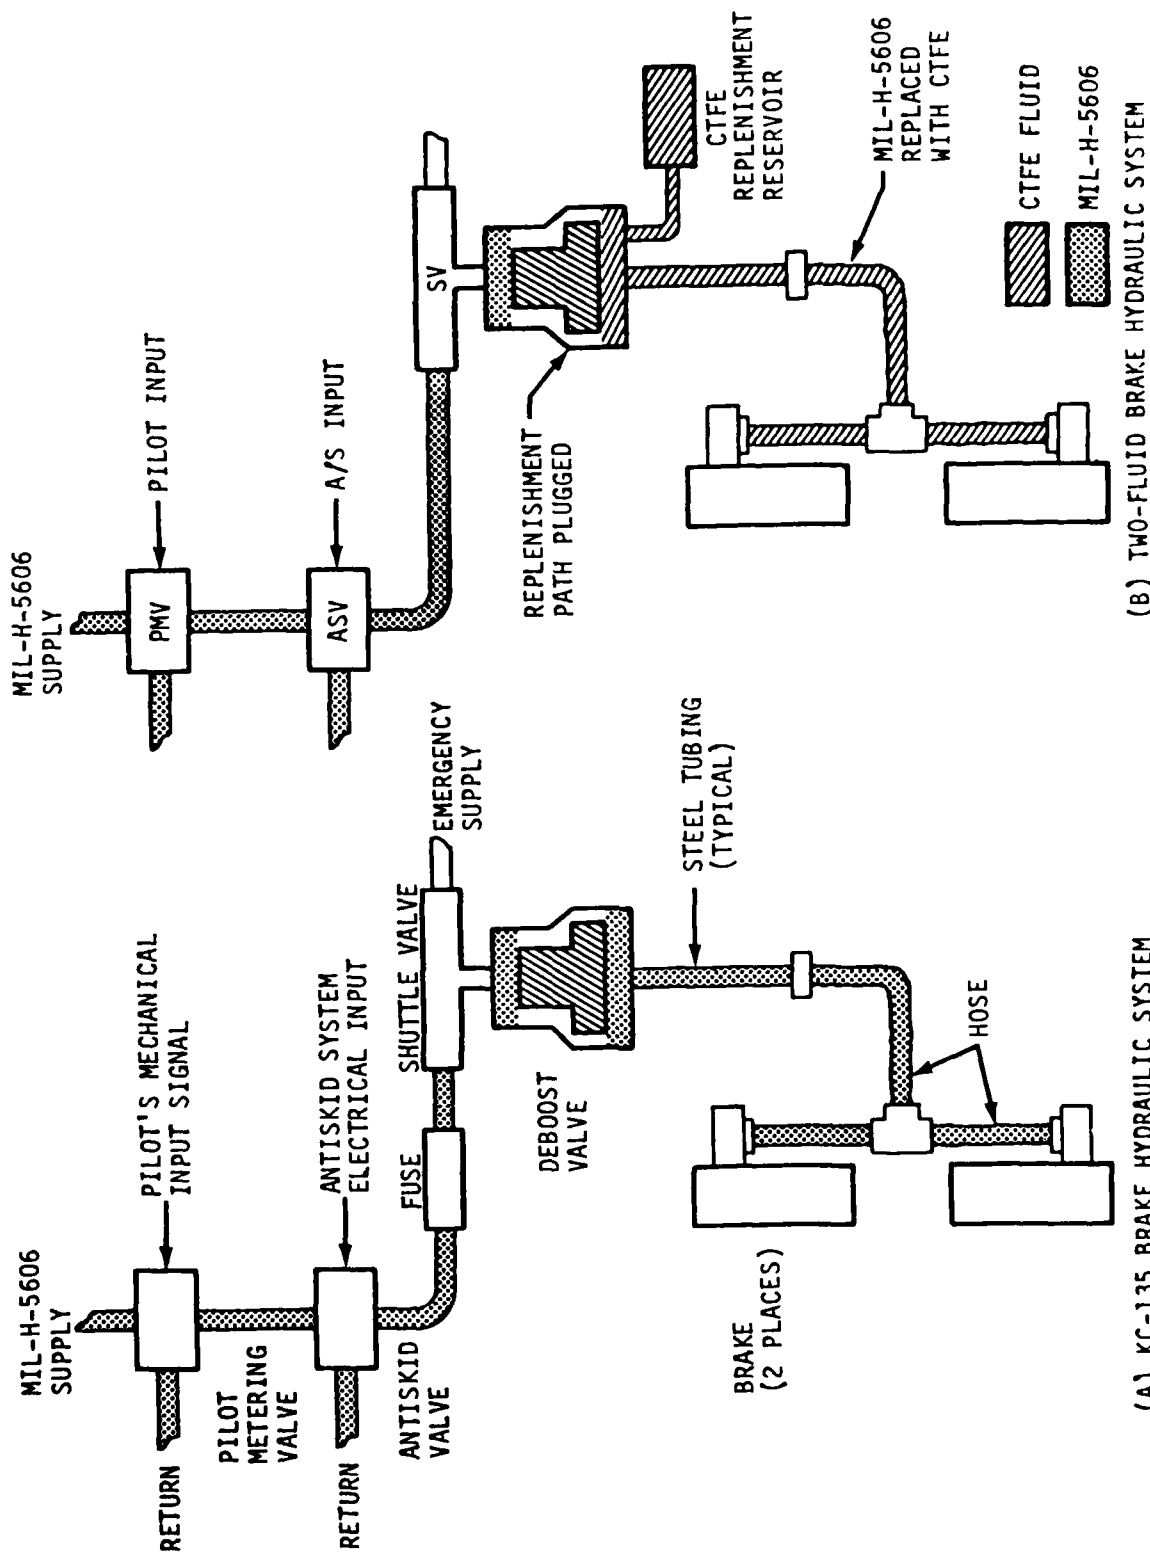 MIL-H-5606
SUPPLY
PILOT'S MECHANICAL
INPUT SIGNAL
RETURN
PILOT
METERING
VALVE
ANTISKID SYSTEM
ELECTRICAL INPUT
RETURN
ANTISKID
VALVE
FUSE
SHUTTLE VALVE
EMERGENCY
SUPPLY
DEBOOST
VALVE
STEEL TUBING
(TYPICAL)
HOSE
BRAKE
(2 PLACES)
(A) KC-135 BRAKE HYDRAULIC SYSTEM
MIL-H-5606
SUPPLY
PMV
PILOT INPUT
ASV
A/S INPUT
SV
REPLENISHMENT
PATH PLUGGED
CTFE
REPLENISHMENT
RESERVOIR
MIL-H-5606
REPLACED
WITH CTFE
CTFE FLUID
MIL-H-5606
(B) TWO-FLUID BRAKE HYDRAULIC SYSTEM